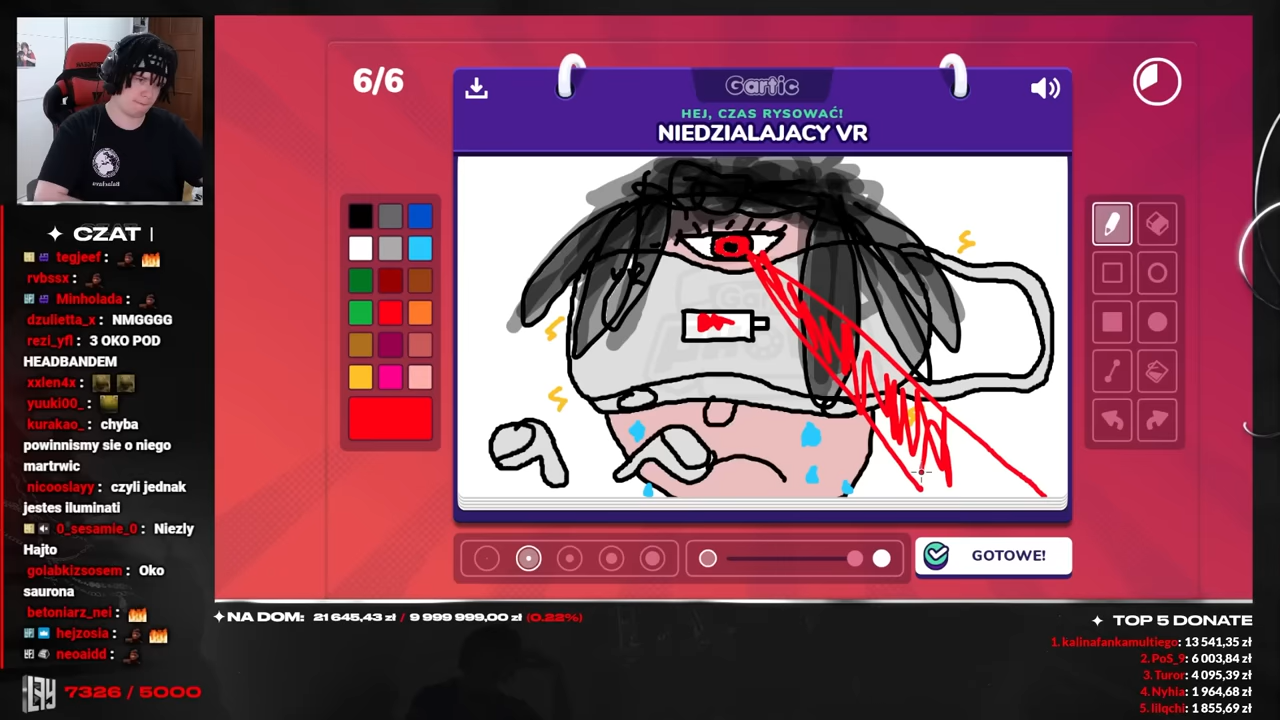 6/6
Gartic
HEJ, CZAS RYSOWAĆ!
NIEDZIALAJACY VR
✦ CZAT |
tegjeef :
rvbssx :
Minholada :
dzulietta_x : NMGGGG
rezi_yfl : 3 OKO POD
HEADBANDEM
xxlen4x :
yuuki00_ :
kurakao_ : chyba
powinnismy sie o niego
martrwic
nicooslayy : czyli jednak
jestes iluminati
0_sesamie_0 : Niezly
Hajto
golabkizsosem : Oko
saurona
betoniarz_nei :
hejzosia :
neoaidd :
7326 / 5000
GOTOWE!
✦NA DOM: 21 645,43 zł / 9 999 999,00 zł (0.22%)
✦ TOP 5 DONATE
1. kalinafankamultiego: 13 541,35 zł
2. PoS_9: 6 003,84 zł
3. Turor: 4 095,39 zł
4. Nyhia: 1 964,68 zł
5. lilqchi: 1 855,69 zł